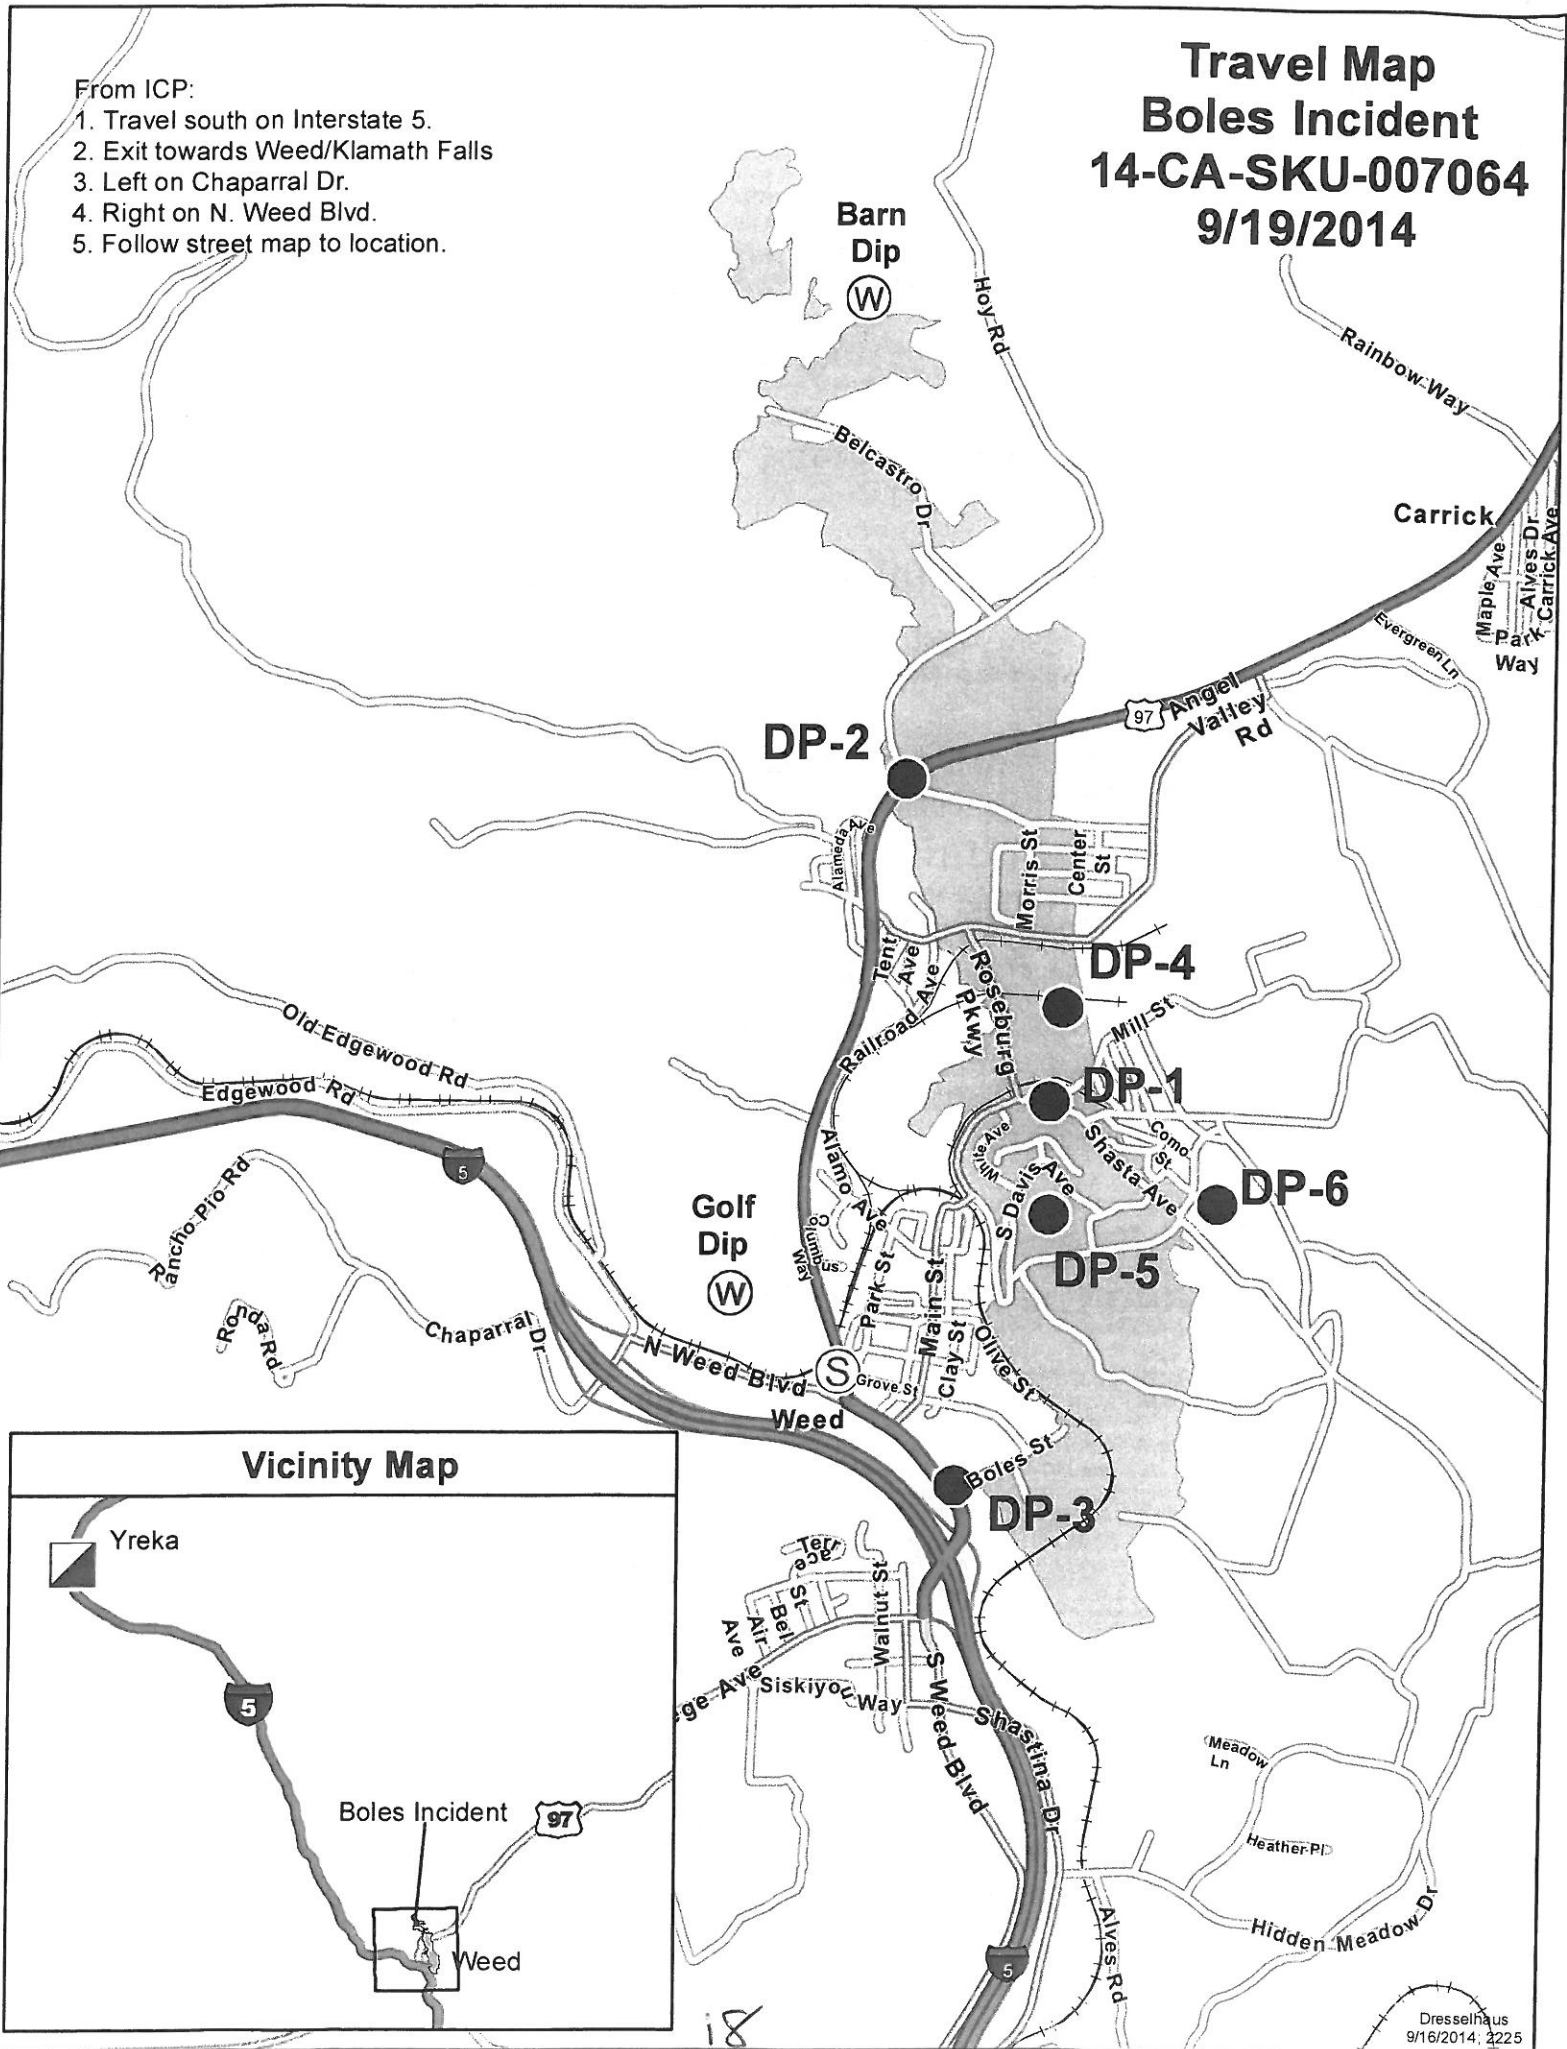 Travel Map
Boles Incident
14-CA-SKU-007064
9/19/2014
From ICP:
1. Travel south on Interstate 5.
2. Exit towards Weed/Klamath Falls
3. Left on Chaparral Dr.
4. Right on N. Weed Blvd.
5. Follow street map to location.
Barn
Dip
W
Hoy Rd
Rainbow Way
Belcastro Dr
Carrick
Maple Ave
Alves Dr
Carrick Ave
Park
Way
Evergreen Ln
97
Angel
Valley
Rd
DP-2
Alameda Ave
Morris St
Center
St
Tent
Ave
Railroad Ave
Roseburg
Pkwy
DP-4
Mill St
Old Edgewood Rd
Edgewood Rd
5
DP-1
White Ave
Como
St
Shasta Ave
S Davis Ave
DP-6
DP-5
Alamo
Ave
Columbus
Way
Rancho Pio Rd
Golf
Dip
W
Ronda Rd
Chaparral
Dr
Park St
Main St
Clay St
Olive St
N Weed Blvd
S
Grove St
Weed
Boles St
DP-3
Terrace
St
Bel
Air
Ave
Walnut St
ege Ave
Siskiyou Way
S Weed Blvd
Shastina Dr
Meadow
Ln
Heather Pl
Hidden Meadow Dr
Alves Rd
5
Vicinity Map
Yreka
5
Boles Incident
97
Weed
18
Dresselhaus
9/16/2014; 2225